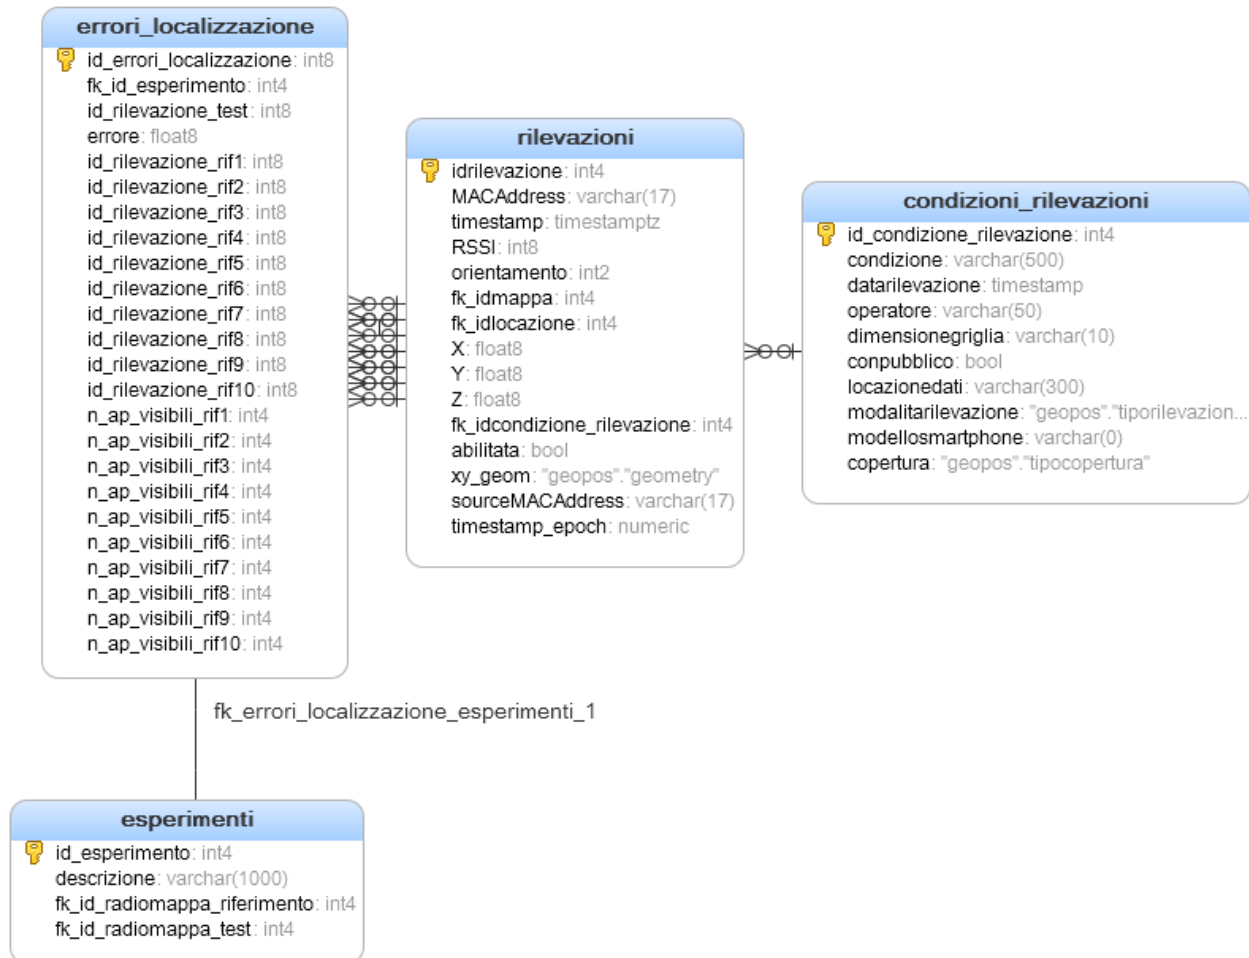 errori_localizzazione
id_errori_localizzazione: int8
fk_id_esperimento: int4
id_rilevazione_test: int8
errore: float8
id_rilevazione_rif1: int8
id_rilevazione_rif2: int8
id_rilevazione_rif3: int8
id_rilevazione_rif4: int8
id_rilevazione_rif5: int8
id_rilevazione_rif6: int8
id_rilevazione_rif7: int8
id_rilevazione_rif8: int8
id_rilevazione_rif9: int8
id_rilevazione_rif10: int8
n_ap_visibili_rif1: int4
n_ap_visibili_rif2: int4
n_ap_visibili_rif3: int4
n_ap_visibili_rif4: int4
n_ap_visibili_rif5: int4
n_ap_visibili_rif6: int4
n_ap_visibili_rif7: int4
n_ap_visibili_rif8: int4
n_ap_visibili_rif9: int4
n_ap_visibili_rif10: int4
rilevazioni
idrilevazione: int4
MACAddress: varchar(17)
timestamp: timestamptz
RSSI: int8
orientamento: int2
fk_idmappa: int4
fk_idlocazione: int4
X: float8
Y: float8
Z: float8
fk_idcondizione_rilevazione: int4
abilitata: bool
xy_geom: "geopos"."geometry"
sourceMACAddress: varchar(17)
timestamp_epoch: numeric
condizioni_rilevazioni
id_condizione_rilevazione: int4
condizione: varchar(500)
datarilevazione: timestamp
operatore: varchar(50)
dimensionegriglia: varchar(10)
conpubblico: bool
locazionedati: varchar(300)
modalitarilevazione: "geopos"."tiporilevazion...
modellosmartphone: varchar(0)
copertura: "geopos"."tipocopertura"
fk_errori_localizzazione_esperimenti_1
esperimenti
id_esperimento: int4
descrizione: varchar(1000)
fk_id_radiomappa_riferimento: int4
fk_id_radiomappa_test: int4